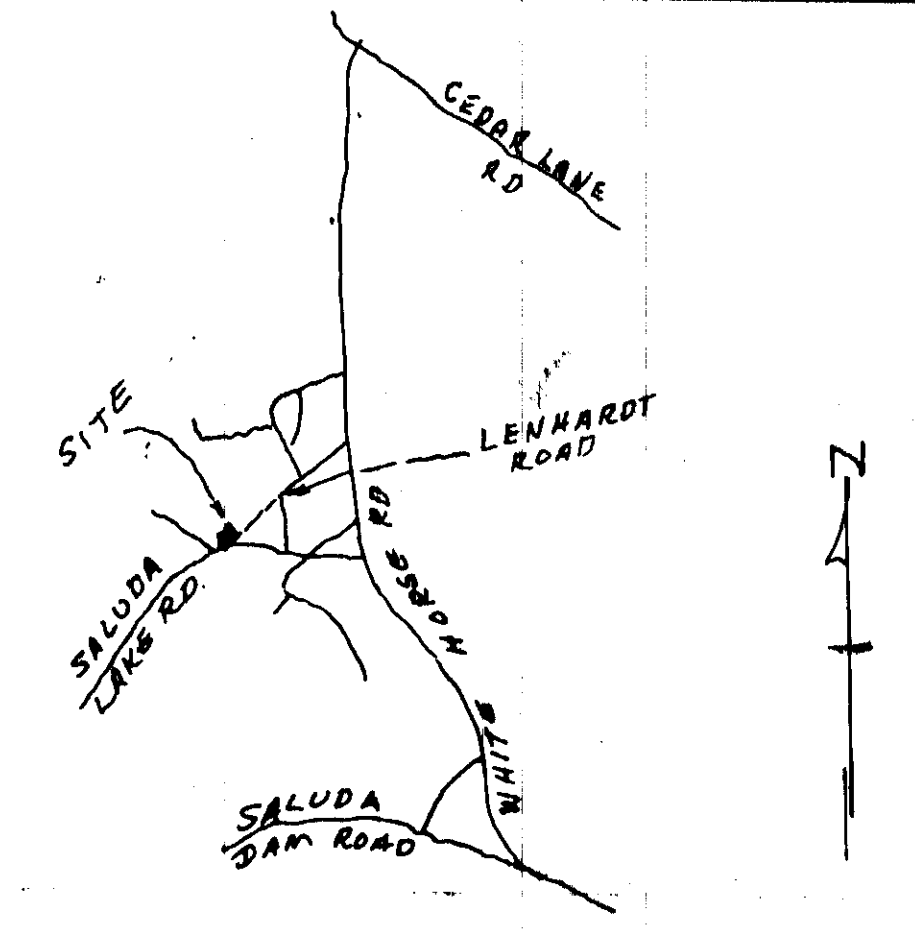 CEDAR LANE
RD
SITE
LENHARDT
ROAD
WHITE HORSE RD
SALUDA
LAKE RD.
SALUDA
DAM ROAD
N